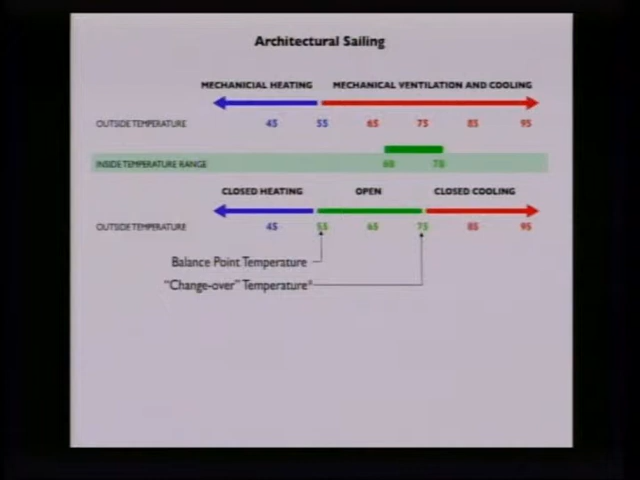 Architectural Sailing
MECHANICIAL HEATING MECHANICAL VENTILATION AND COOLING
OUTSIDE TEMPERATURE 45 55 65 75 85 95
INSIDE TEMPERATURE RANGE 68 78
CLOSED HEATING OPEN CLOSED COOLING
OUTSIDE TEMPERATURE 45 55 65 75 85 95
Balance Point Temperature
"Change-over" Temperature*